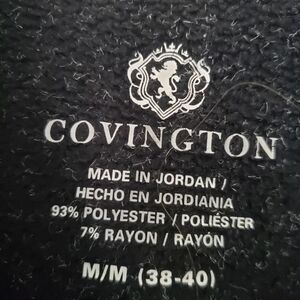 COVINGTON
MADE IN JORDAN /
HECHO EN JORDIANIA
93% POLYESTER / POLIÉSTER
7% RAYON / RAYÓN
M/M (38-40)